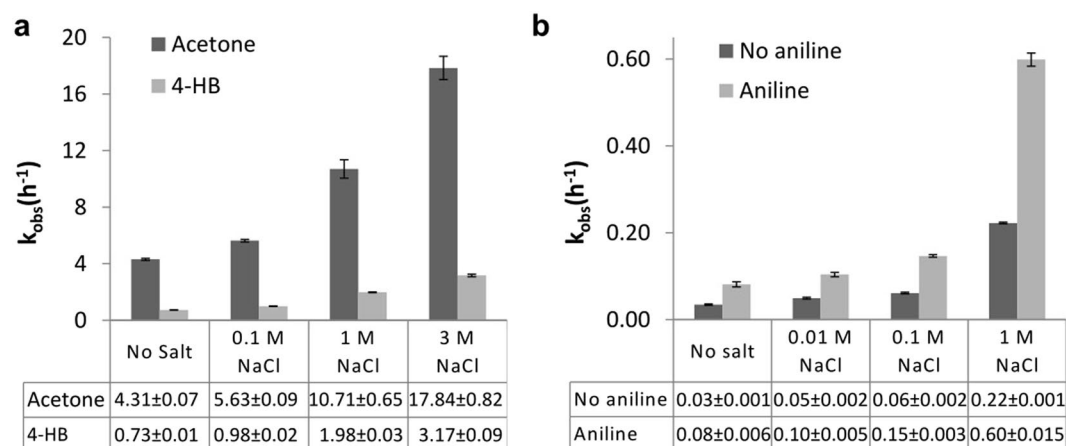 a
20
16
12
8
4
0
kobs(h-1)
Acetone
4-HB
No Salt
0.1 M NaCl
1 M NaCl
3 M NaCl
Acetone 4.31±0.07 5.63±0.09 10.71±0.65 17.84±0.82
4-HB 0.73±0.01 0.98±0.02 1.98±0.03 3.17±0.09
b
0.60
0.40
0.20
0.00
kobs(h-1)
No aniline
Aniline
No salt
0.01 M NaCl
0.1 M NaCl
1 M NaCl
No aniline 0.03±0.001 0.05±0.002 0.06±0.002 0.22±0.001
Aniline 0.08±0.006 0.10±0.005 0.15±0.003 0.60±0.015